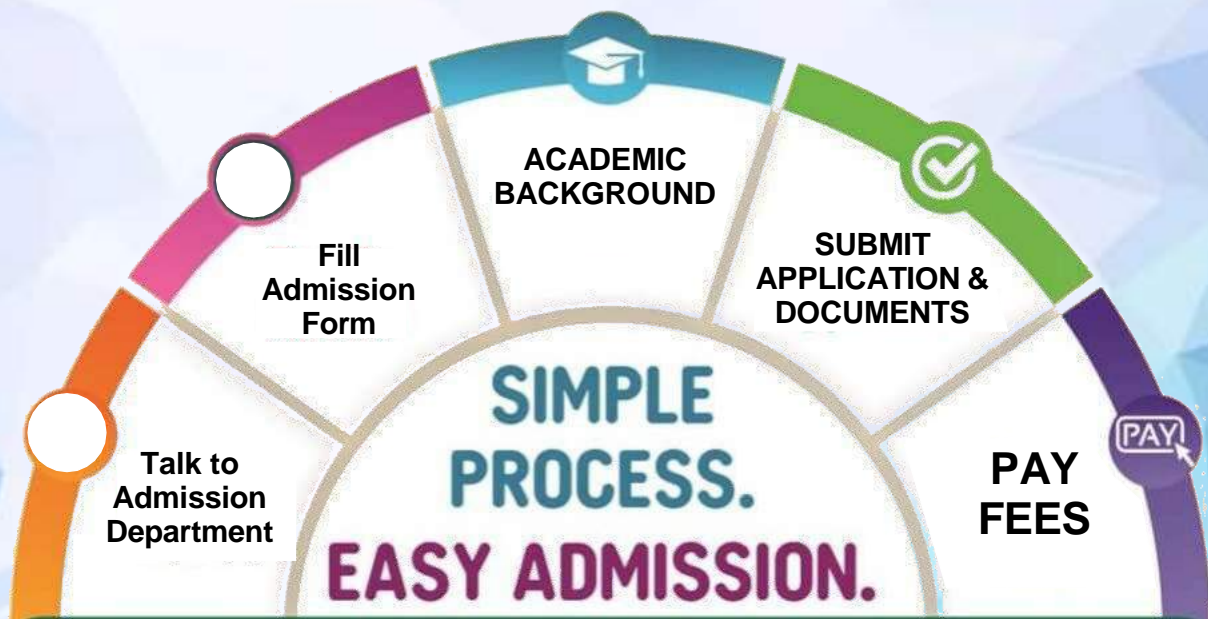 Talk to
Admission
Department
Fill
Admission
Form
ACADEMIC
BACKGROUND
SUBMIT
APPLICATION &
DOCUMENTS
PAY
PAY
FEES
SIMPLE
PROCESS.
EASY ADMISSION.